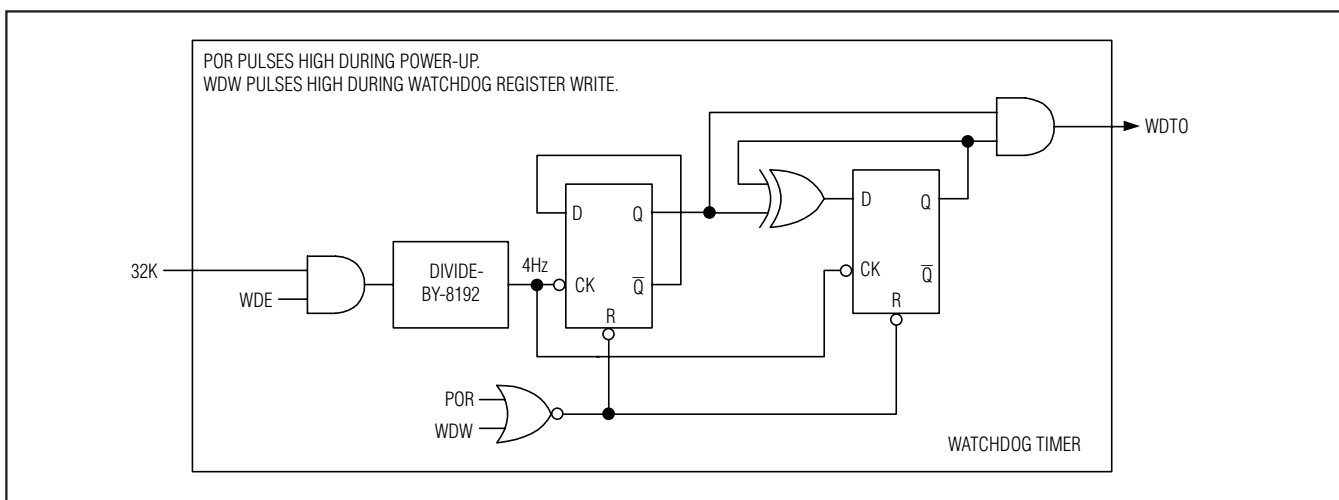 POR PULSES HIGH DURING POWER-UP.
WDW PULSES HIGH DURING WATCHDOG REGISTER WRITE.
WDTO
D
Q
D
Q
32K
WDE
DIVIDE-
BY-8192
4Hz
CK
Q̅
R
CK
Q̅
R
POR
WDW
WATCHDOG TIMER